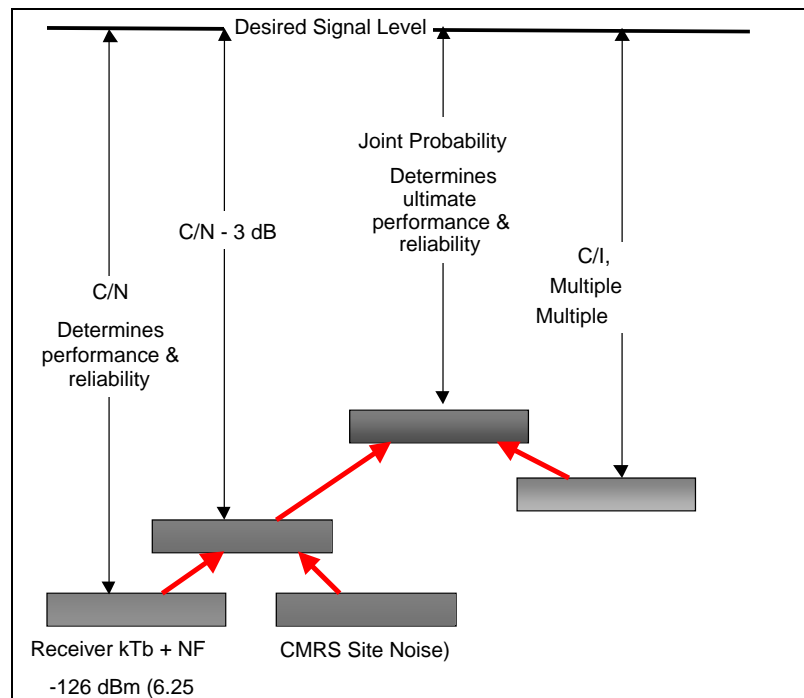 Desired Signal Level
Joint Probability
Determines
ultimate
performance &
reliability
C/N - 3 dB
C/I,
Multiple
Multiple
C/N
Determines
performance &
reliability
Receiver kTb + NF
-126 dBm (6.25
CMRS Site Noise)